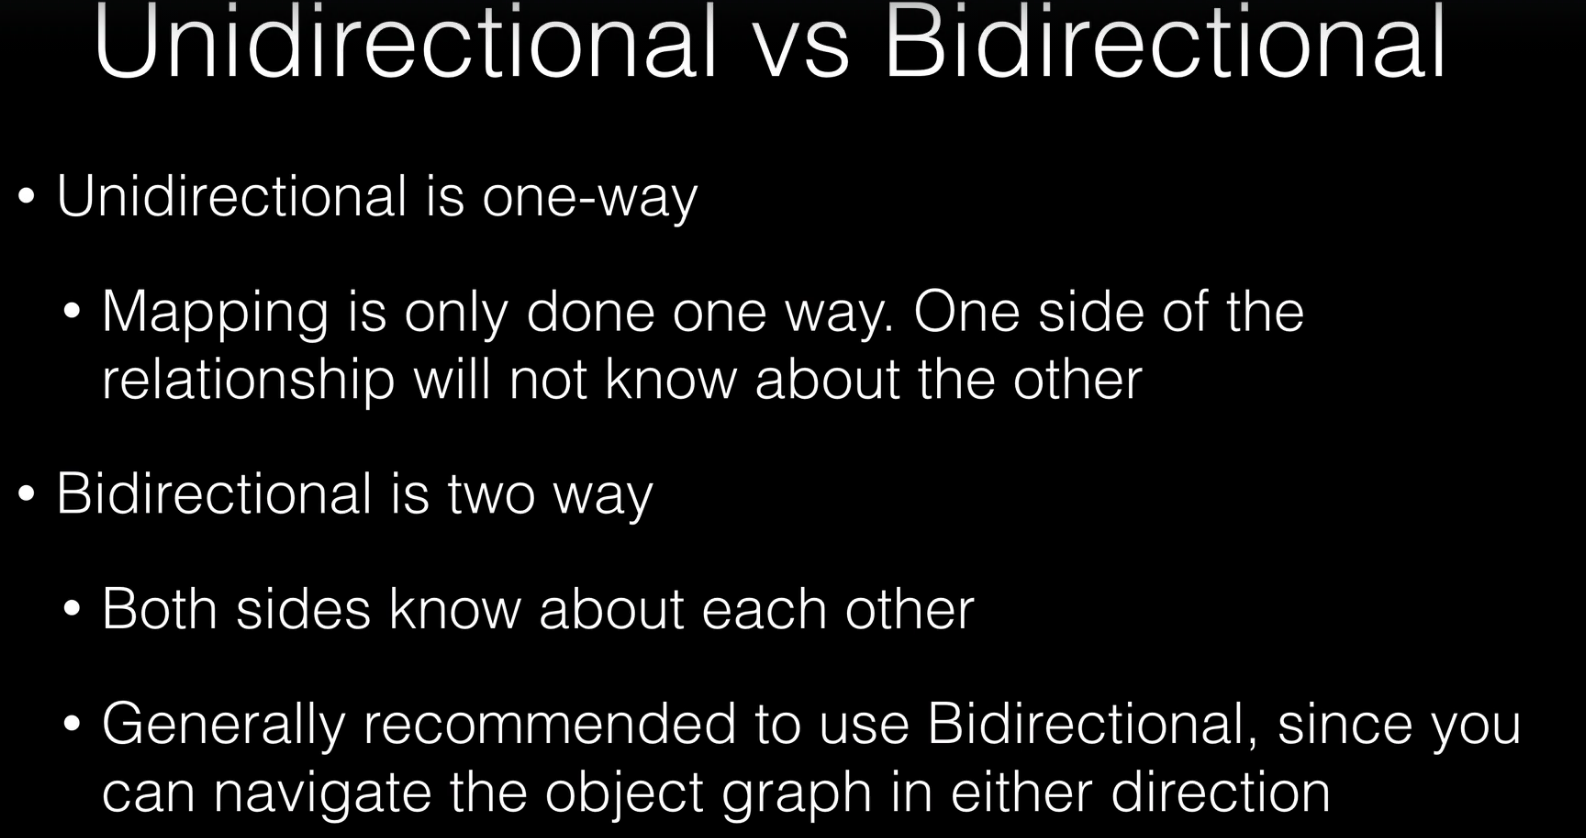 Unidirectional vs Bidirectional
• Unidirectional is one-way
• Mapping is only done one way. One side of the
relationship will not know about the other
• Bidirectional is two way
• Both sides know about each other
• Generally recommended to use Bidirectional, since you
can navigate the object graph in either direction